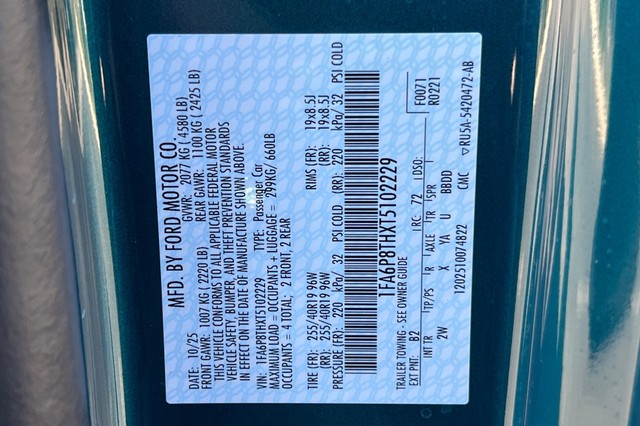 MFD. BY FORD MOTOR CO.
DATE: 10/25 GVWR: 2077 KG ( 4580 LB)
FRONT GAWR: 1007 KG ( 2220 LB) REAR GAWR: 1100 KG ( 2425 LB)
THIS VEHICLE CONFORMS TO ALL APPLICABLE FEDERAL MOTOR
VEHICLE SAFETY, BUMPER, AND THEFT PREVENTION STANDARDS
IN EFFECT ON THE DATE OF MANUFACTURE SHOWN ABOVE.
VIN: 1FA6P8THXT5102229 TYPE: Passenger Car
MAXIMUM LOAD = OCCUPANTS + LUGGAGE = 299KG/ 660LB
OCCUPANTS = 4 TOTAL; 2 FRONT, 2 REAR
TIRE (FR): 255/40R19 96W RIMS (FR): 19x8.5J
(RR): 255/40R19 96W (RR): 19x8.5J
PRESSURE (FR): 220 kPa/ 32 PSI COLD (RR): 220 kPa/ 32 PSI COLD
1FA6P8THXT5102229
TRAILER TOWING - SEE OWNER GUIDE
F0071
R0221
EXT PNT: B2 RC: 72 DSO:
INT TR TP/PS R AXLE TR SPR
2W X YA U BBDD
1202510074822 CMC RU5A-5420472-AB